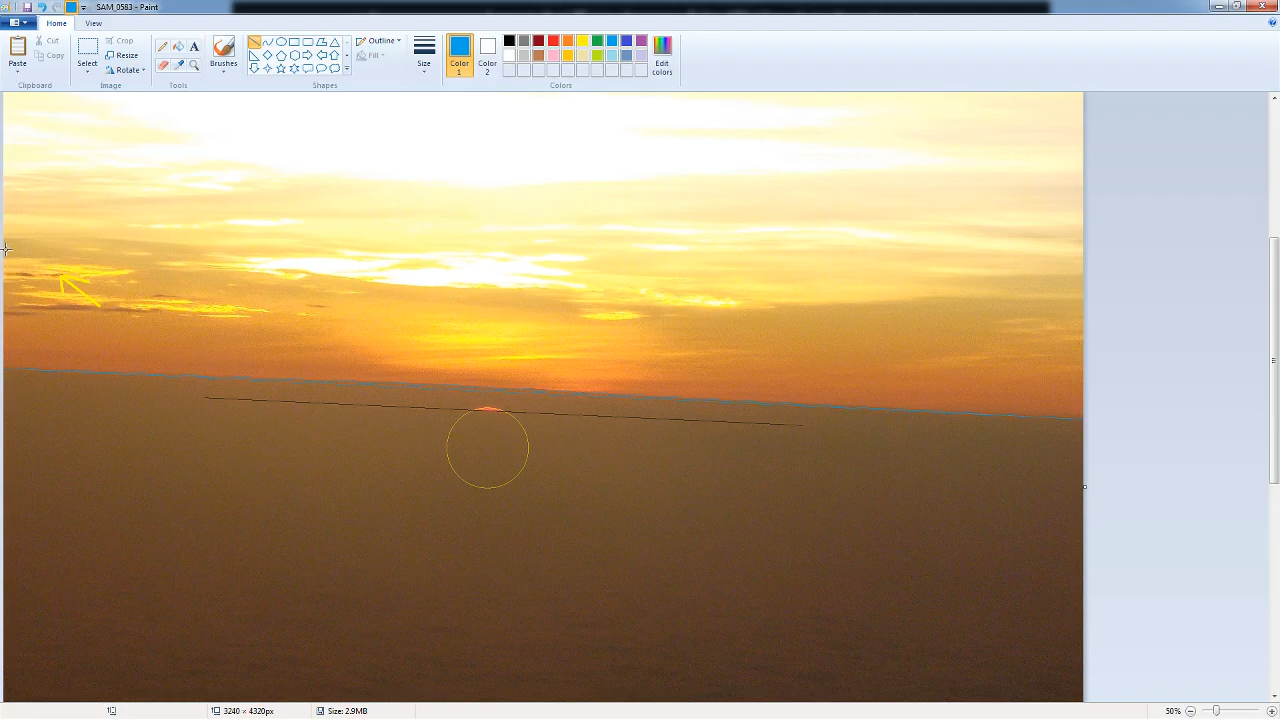 SAM_0583 - Paint
Home View
Paste
Cut
Copy
Clipboard
Select
Crop
Resize
Rotate
Image
A
Tools
Brushes
Outline
Fill
Shapes
Size
Color 1
Color 2
Edit colors
Colors
3240 × 4320px
Size: 2.9MB
50%